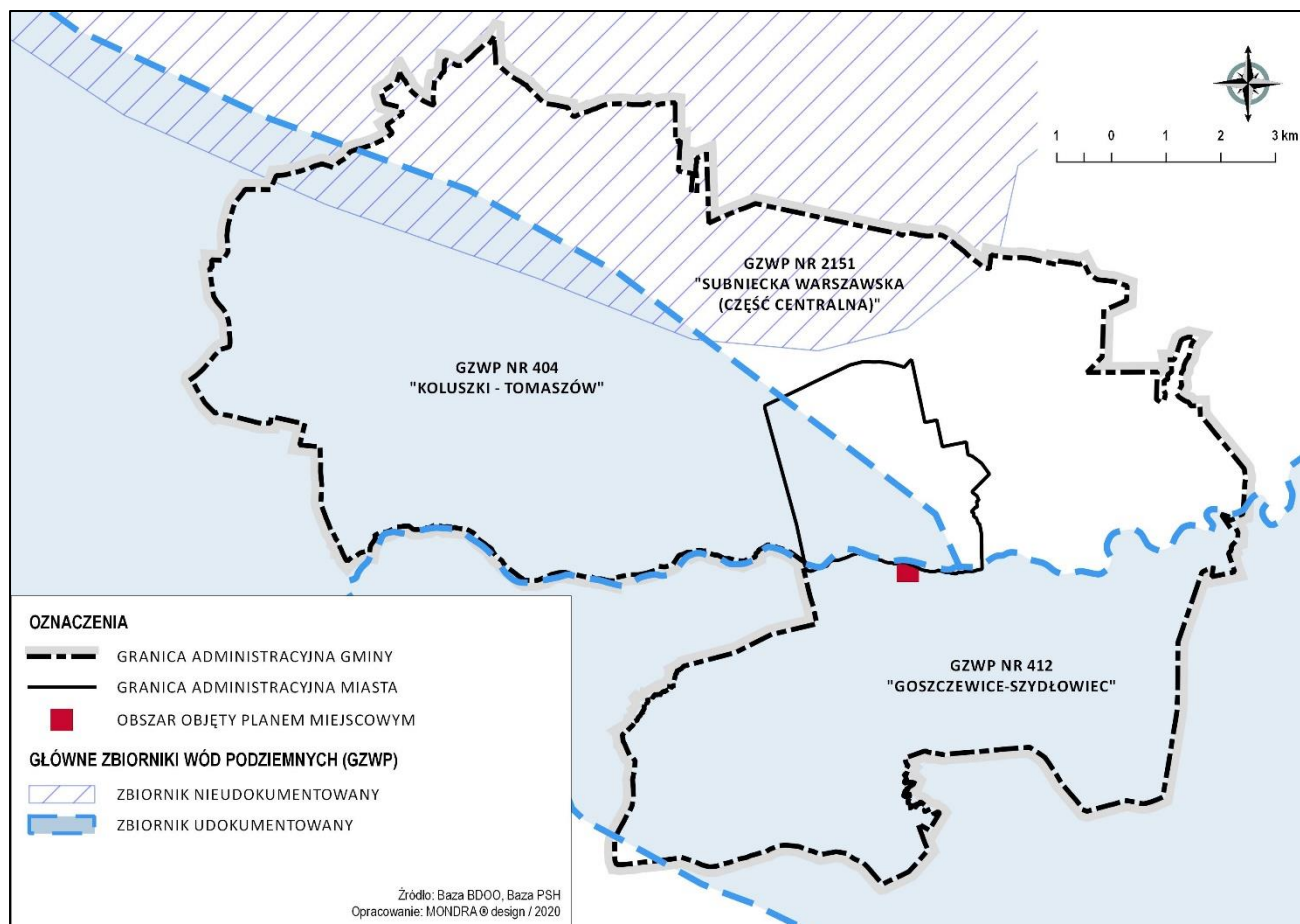 1 0 1 2 3 km
GZWP NR 2151
"SUBNIECKA WARSZAWSKA
(CZĘŚĆ CENTRALNA)"
GZWP NR 404
"KOLUSZKI - TOMASZÓW"
GZWP NR 412
"GOSZCZEWICE-SZYDŁOWIEC"
OZNACZENIA
GRANICA ADMINISTRACYJNA GMINY
GRANICA ADMINISTRACYJNA MIASTA
OBSZAR OBJĘTY PLANEM MIEJSCOWYM
GŁÓWNE ZBIORNIKI WÓD PODZIEMNYCH (GZWP)
ZBIORNIK NIEUDOKUMENTOWANY
ZBIORNIK UDOKUMENTOWANY
Źródło: Baza BDOO, Baza PSH
Opracowanie: MONDRA ® design / 2020